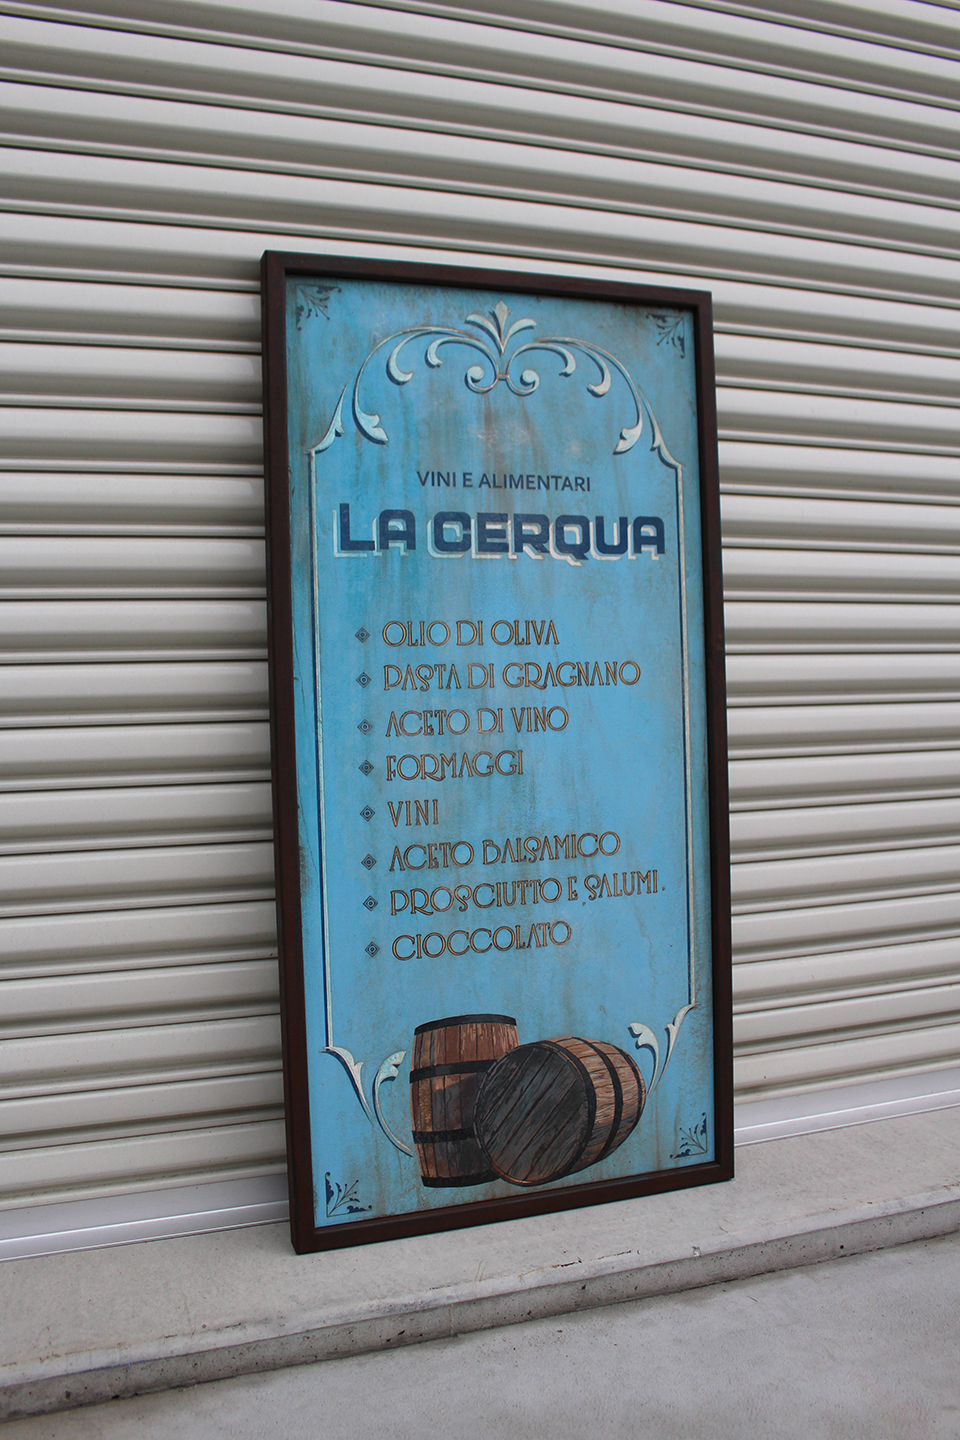 VINI E ALIMENTARI
LA CERQUA
OLIO DI OLIVA
PASTA DI GRAGNANO
ACETO DI VINO
FORMAGGI
VINI
ACETO BALSAMICO
PROSCIUTTO E SALUMI
CIOCCOLATO